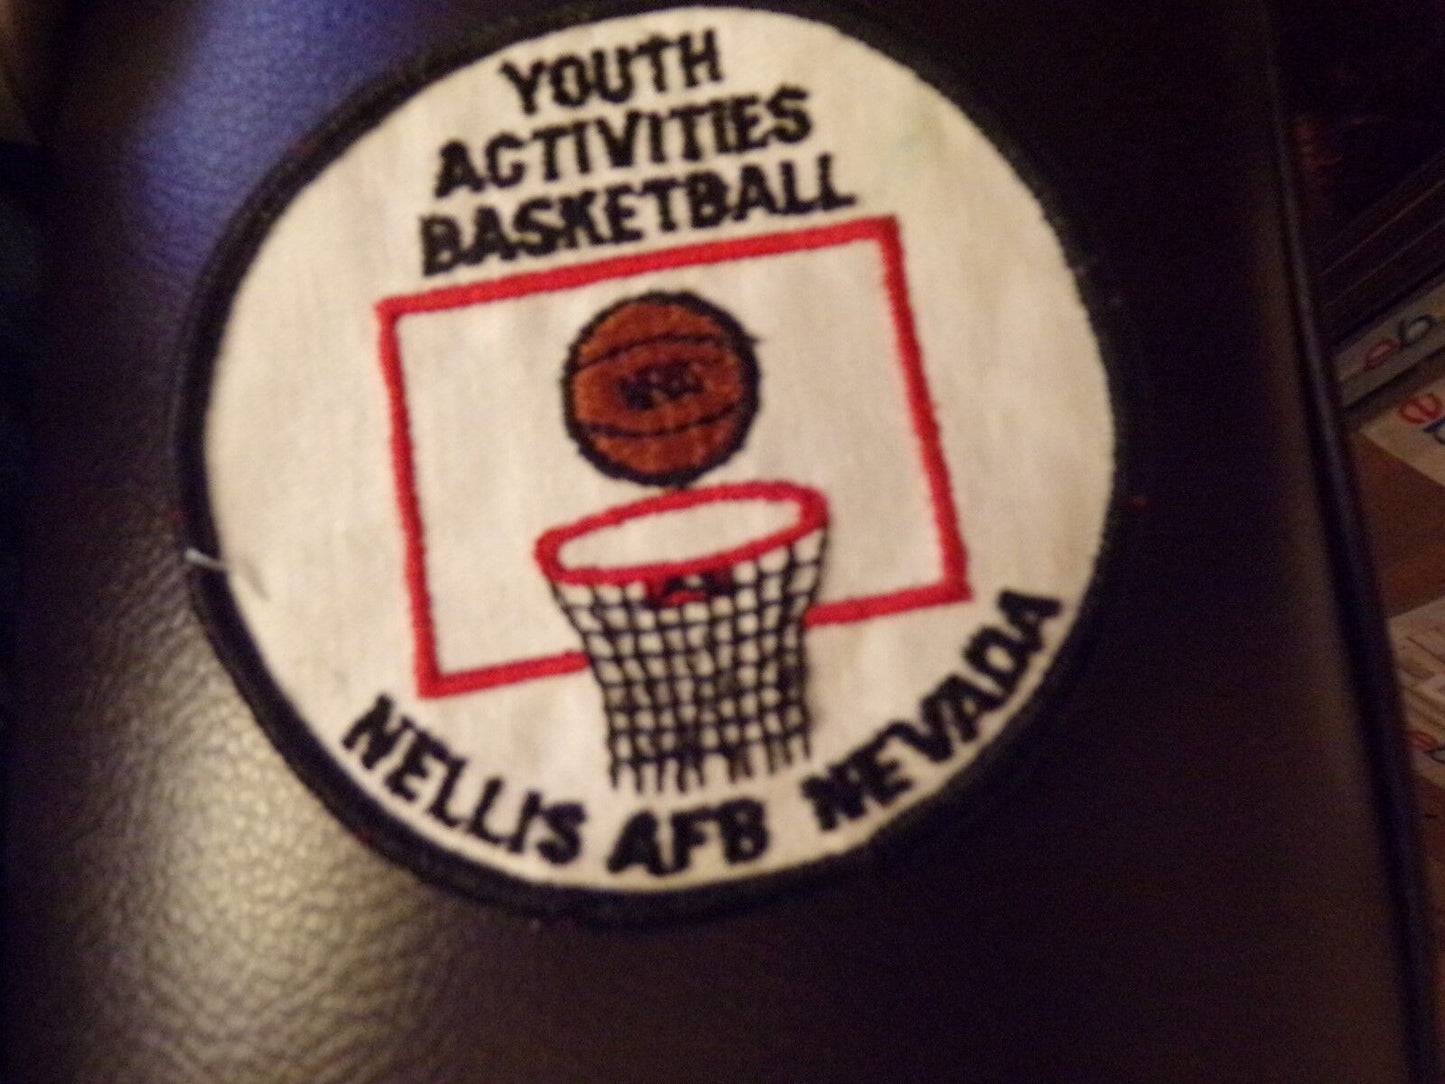 YOUTH
ACTIVITIES
BASKETBALL
NELLIS AFB NEVADA